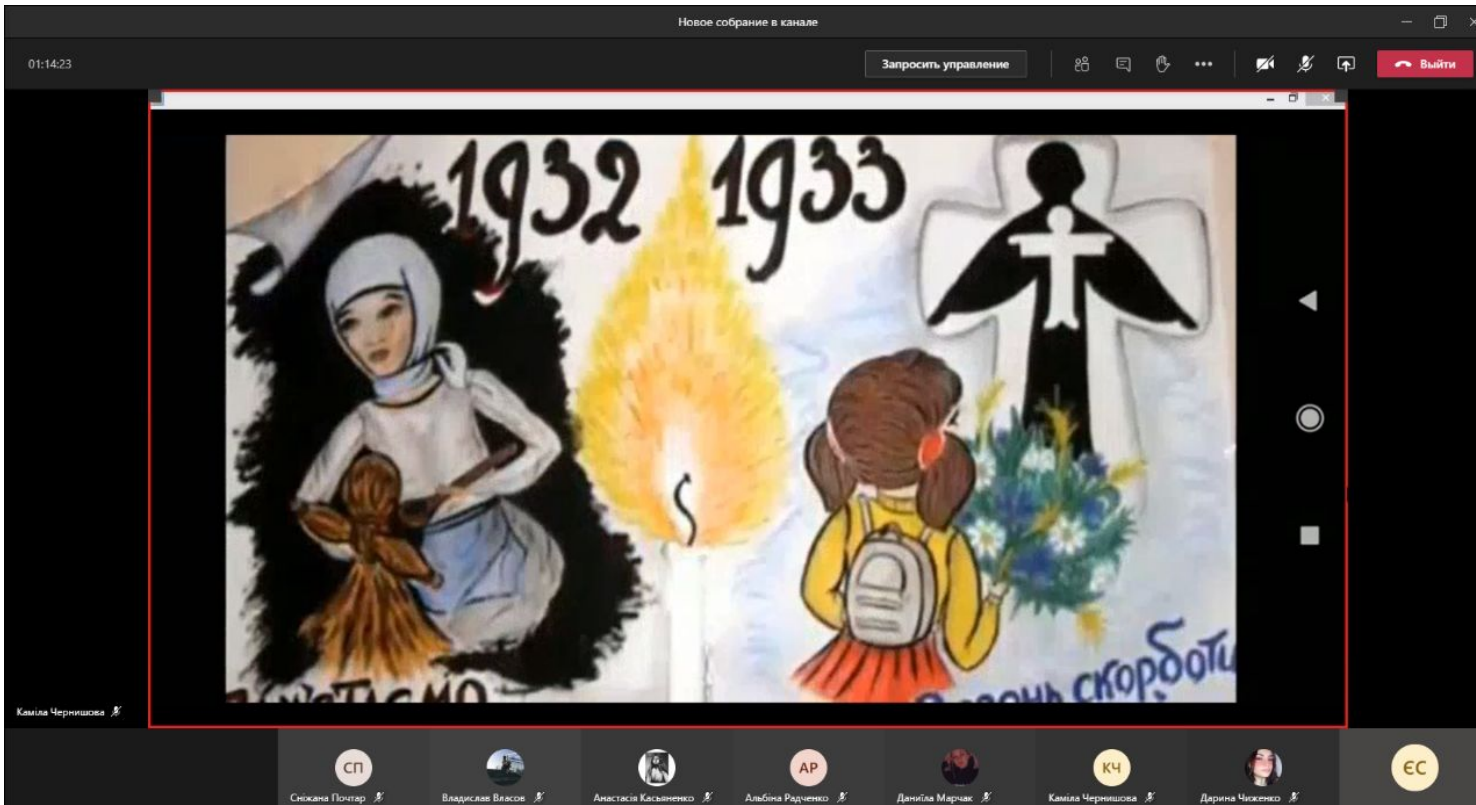 Новое собрание в канале
01:14:23
Запросить управление
Выйти
1932 1933
скорботи
Каміла Чернишова
СП
АР
КЧ
ЄС
Сніжана Почтар
Владислав Власов
Анастасія Касьяненко
Альбіна Радченко
Даниїла Марчак
Каміла Чернишова
Дарина Чиженко